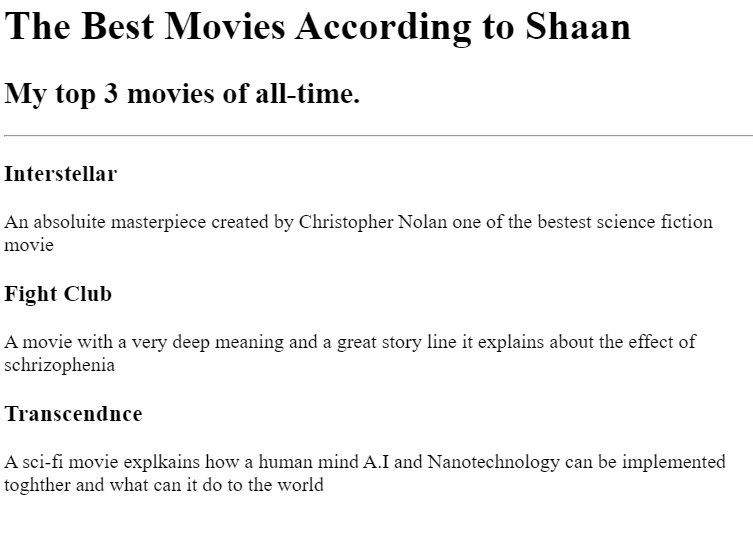 The Best Movies According to Shaan
My top 3 movies of all-time.
Interstellar
An absoluite masterpiece created by Christopher Nolan one of the bestest science fiction
movie
Fight Club
A movie with a very deep meaning and a great story line it explains about the effect of
schrizophenia
Transcendnce
A sci-fi movie explkains how a human mind A.I and Nanotechnology can be implemented
toghther and what can it do to the world